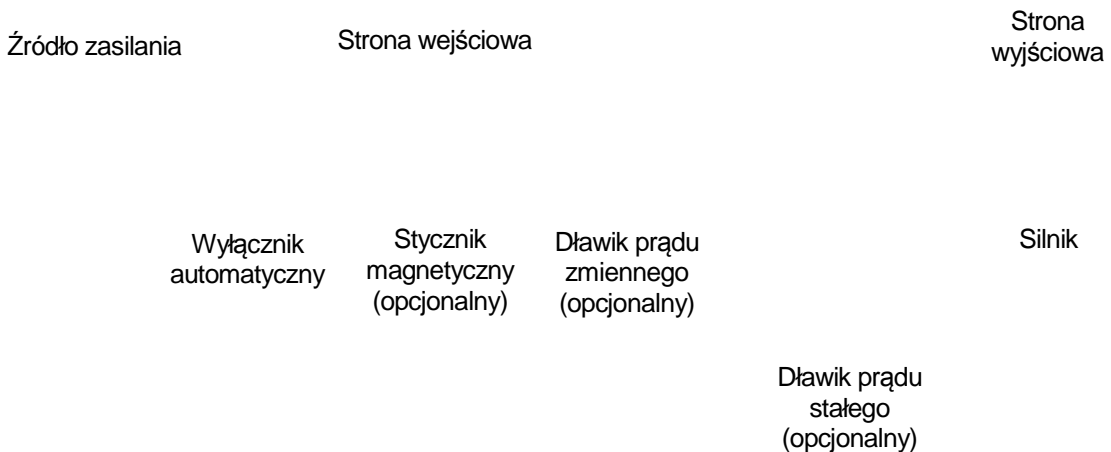 Źródło zasilania
Strona wejściowa
Strona
wyjściowa
Wyłącznik
automatyczny
Stycznik
magnetyczny
(opcjonalny)
Dławik prądu
zmiennego
(opcjonalny)
Silnik
Dławik prądu
stałego
(opcjonalny)